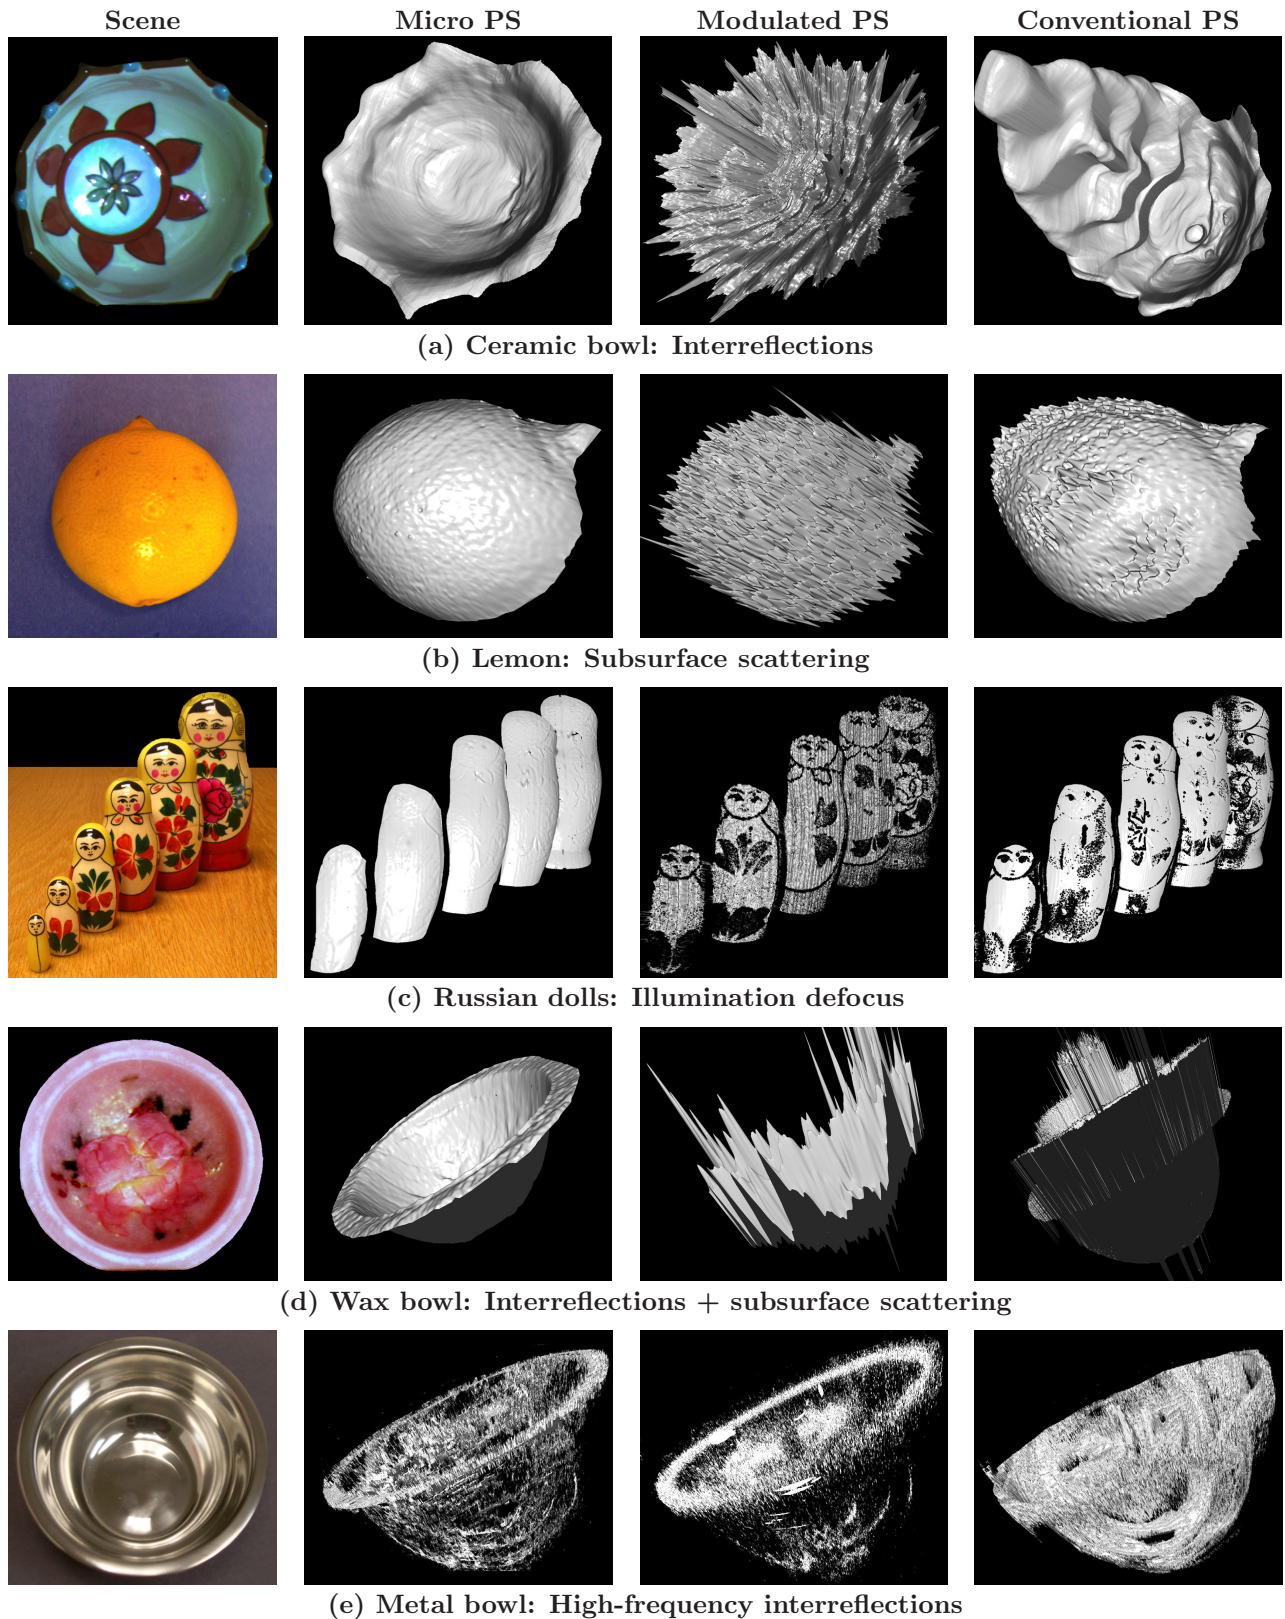 Scene Micro PS Modulated PS Conventional PS
(a) Ceramic bowl: Interreflections
(b) Lemon: Subsurface scattering
(c) Russian dolls: Illumination defocus
(d) Wax bowl: Interreflections + subsurface scattering
(e) Metal bowl: High-frequency interreflections